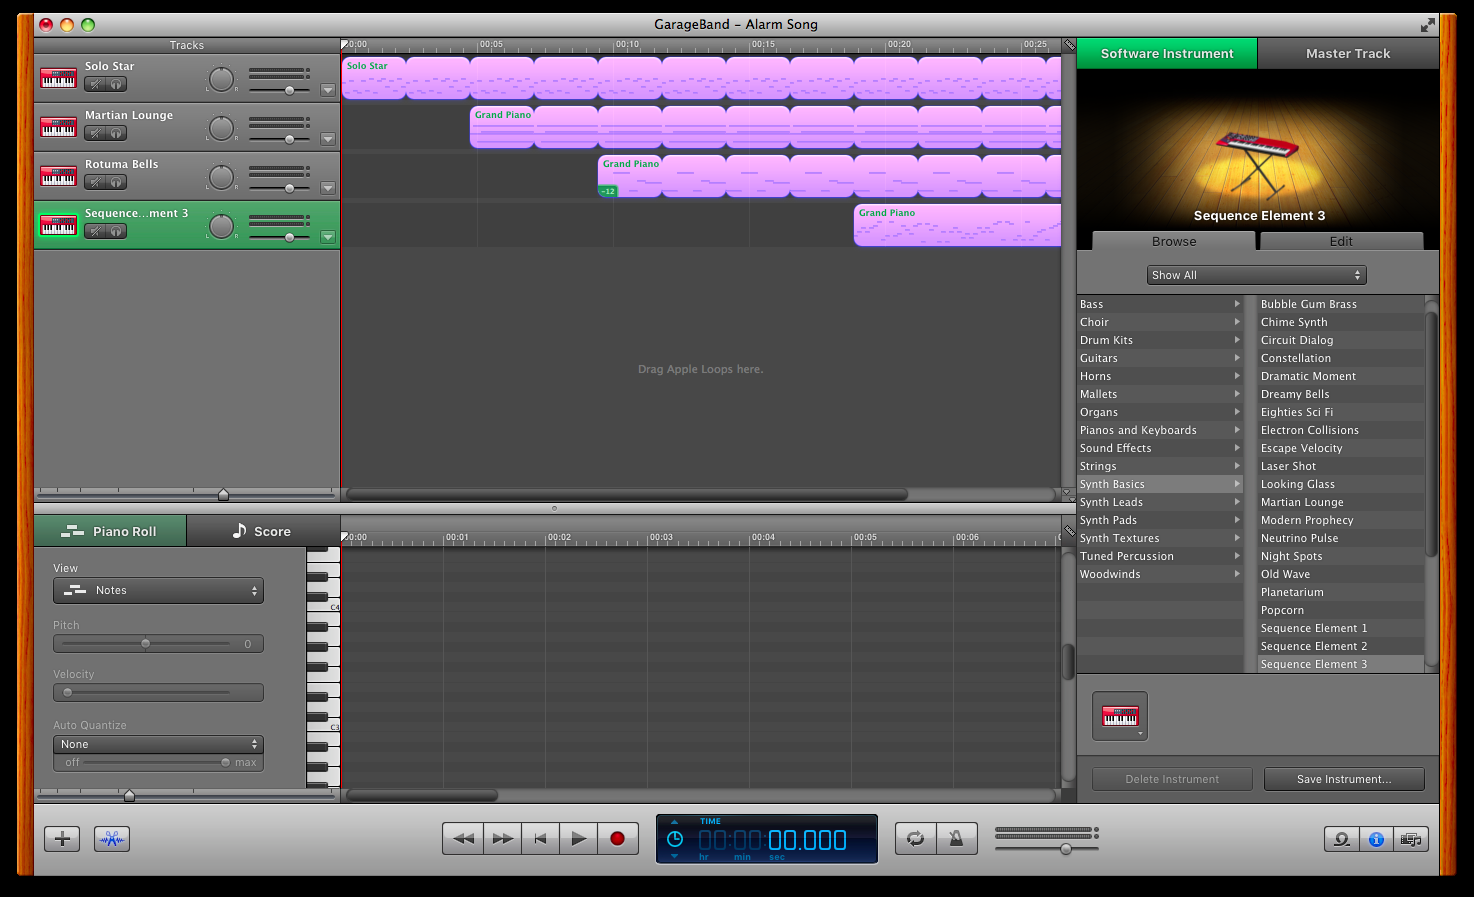 GarageBand – Alarm Song
Tracks
0:00 00:05 00:10 00:15 00:20 00:25
Software Instrument Master Track
Solo Star
L R
Solo Star
Martian Lounge
L R
Grand Piano
Rotuma Bells
L R
Grand Piano
-12
Sequence...ment 3
L R
Grand Piano
Sequence Element 3
Browse Edit
Show All
Bass Bubble Gum Brass
Choir Chime Synth
Drum Kits Circuit Dialog
Guitars Constellation
Horns Dramatic Moment
Mallets Dreamy Bells
Organs Eighties Sci Fi
Pianos and Keyboards Electron Collisions
Sound Effects Escape Velocity
Strings Laser Shot
Synth Basics Looking Glass
Synth Leads Martian Lounge
Synth Pads Modern Prophecy
Synth Textures Neutrino Pulse
Tuned Percussion Night Spots
Woodwinds Old Wave
Planetarium
Popcorn
Sequence Element 1
Sequence Element 2
Sequence Element 3
Drag Apple Loops here.
Piano Roll Score
0:00 00:01 00:02 00:03 00:04 00:05 00:06
View
Notes
C4
Pitch
0
Velocity
Auto Quantize
C3
None
off max
Delete Instrument Save Instrument...
TIME
00:00:00.000
hr min sec